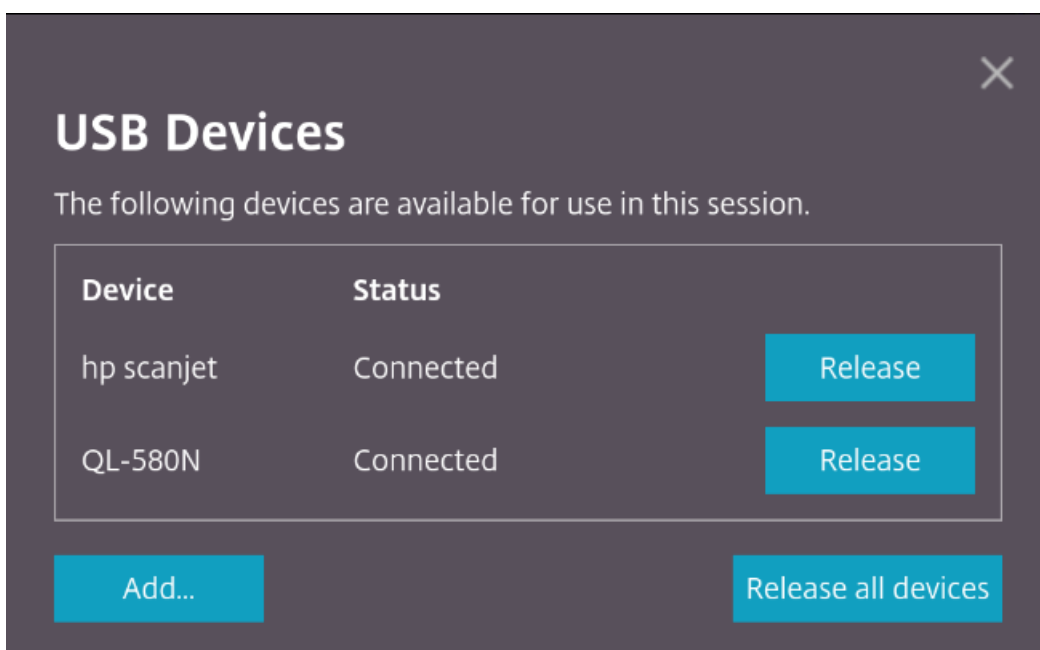 USB Devices
The following devices are available for use in this session.
Device Status
hp scanjet Connected Release
QL-580N Connected Release
Add... Release all devices